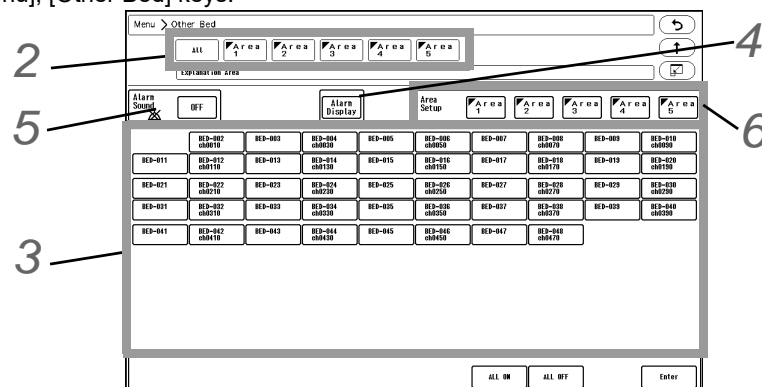 nu], [Other Bed] keys.
Menu > Other Bed
All Area 1 Area 2 Area 3 Area 4 Area 5
Explanation Area
2
4
Alarm Sound OFF Alarm Display Area Setup Area 1 Area 2 Area 3 Area 4 Area 5
5
6
BED-002 ch0010 BED-003 BED-004 ch0030 BED-005 BED-006 ch0050 BED-007 BED-008 ch0070 BED-009 BED-010 ch0090
BED-011 BED-012 ch0110 BED-013 BED-014 ch0130 BED-015 BED-016 ch0150 BED-017 BED-018 ch0170 BED-019 BED-020 ch0190
BED-021 BED-022 ch0210 BED-023 BED-024 ch0230 BED-025 BED-026 ch0250 BED-027 BED-028 ch0270 BED-029 BED-030 ch0290
BED-031 BED-032 ch0310 BED-033 BED-034 ch0330 BED-035 BED-036 ch0350 BED-037 BED-038 ch0370 BED-039 BED-040 ch0390
BED-041 BED-042 ch0410 BED-043 BED-044 ch0430 BED-045 BED-046 ch0450 BED-047 BED-048 ch0470
3
ALL ON ALL OFF Enter